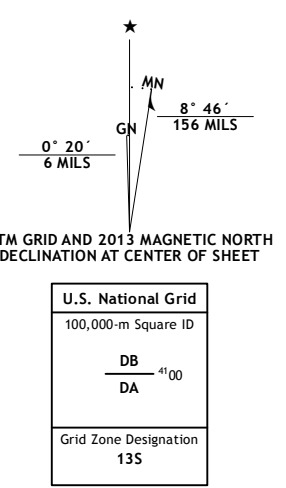 ★
MN
GN
8° 46´
156 MILS
0° 20´
6 MILS
TM GRID AND 2013 MAGNETIC NORTH
DECLINATION AT CENTER OF SHEET
U.S. National Grid
100,000-m Square ID
DB
4100
DA
Grid Zone Designation
13S